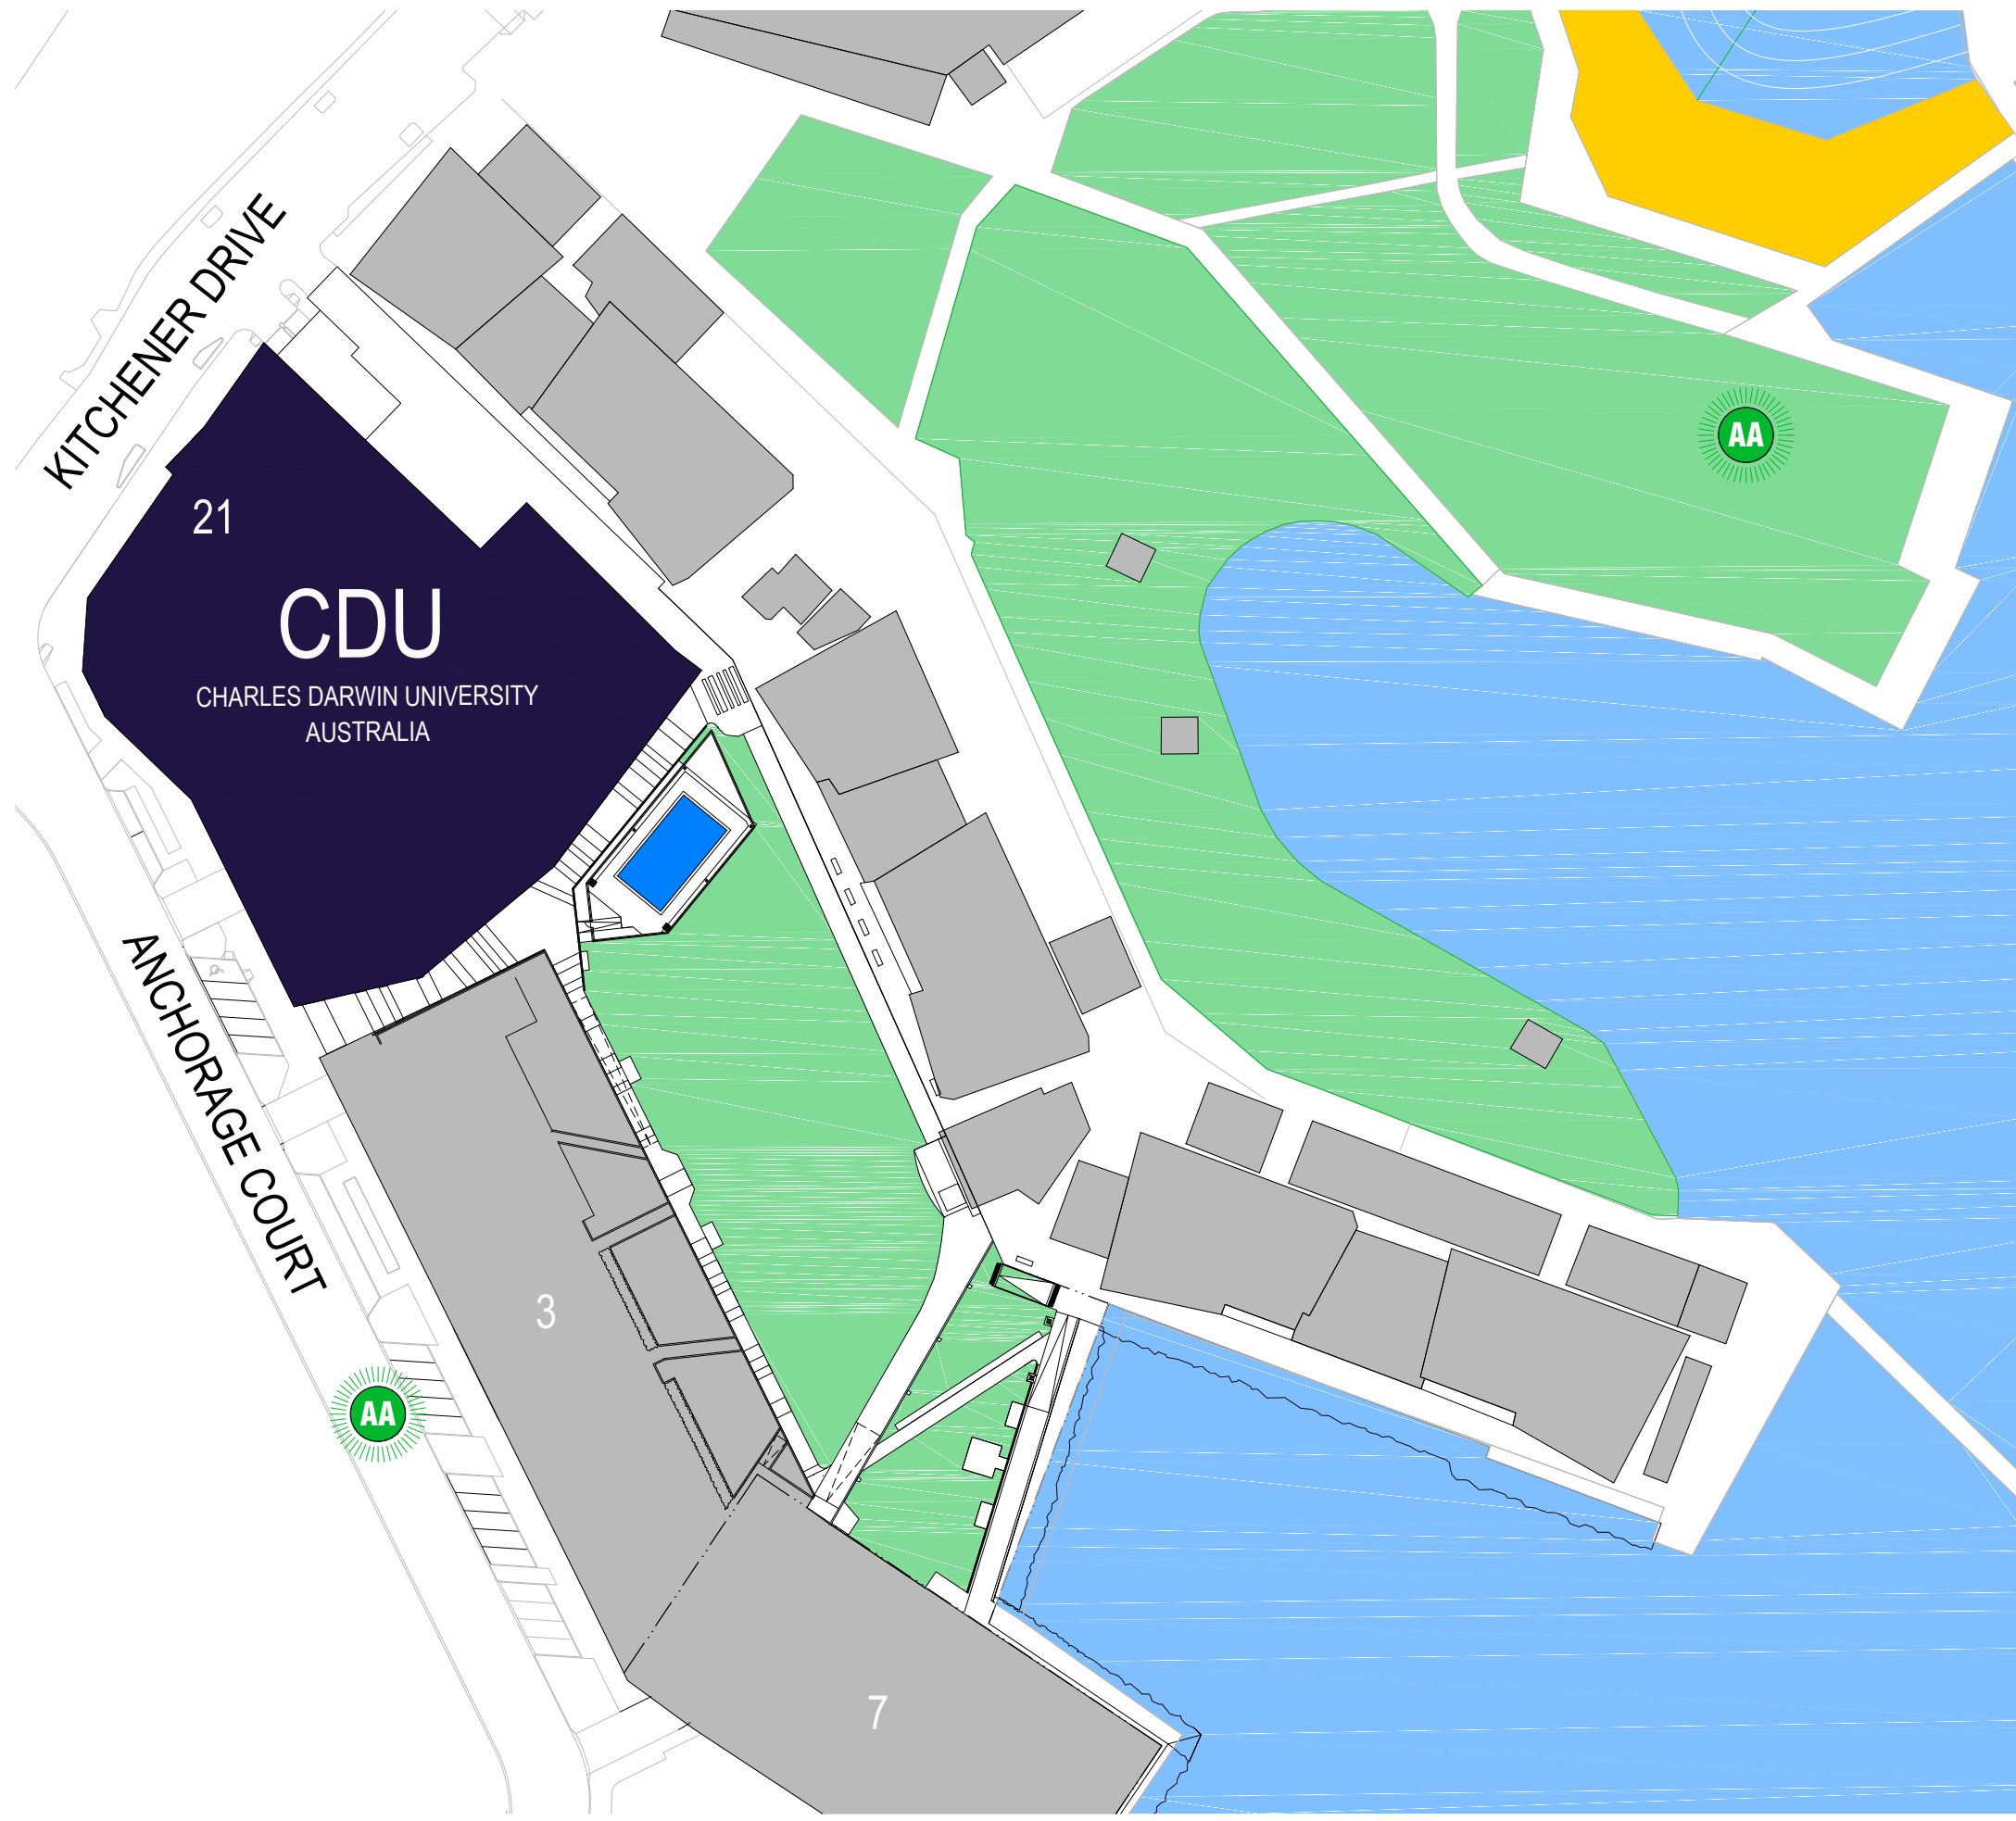 KITCHENER DRIVE
AA
21
CDU
CHARLES DARWIN UNIVERSITY
AUSTRALIA
ANCHORAGE COURT
3
AA
7